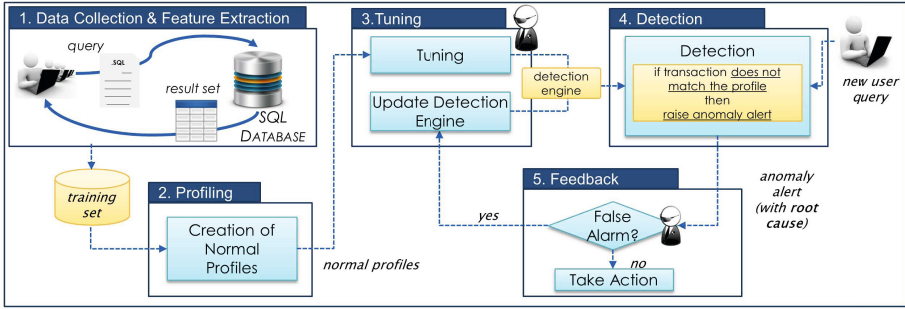 1. Data Collection & Feature Extraction
query
.SQL
result set
SQL
DATABASE
training
set
2. Profiling
Creation of
Normal
Profiles
normal profiles
3.Tuning
Tuning
Update Detection
Engine
detection
engine
4. Detection
Detection
if transaction does not
match the profile
then
raise anomaly alert
new user
query
anomaly
alert
(with root
cause)
5. Feedback
False
Alarm?
yes
no
Take Action